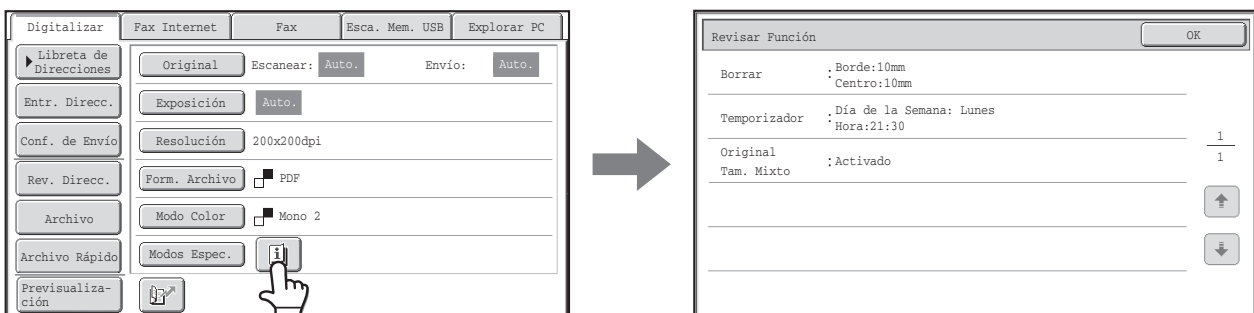 Digitalizar
Fax Internet
Fax
Esca. Mem. USB
Explorar PC
Libreta de
Direcciones
Entr. Direcc.
Conf. de Envío
Rev. Direcc.
Archivo
Archivo Rápido
Previsualiza-
ción
Original
Escanear: Auto.
Envío: Auto.
Exposición
Auto.
Resolución
200x200dpi
Form. Archivo
PDF
Modo Color
Mono 2
Modos Espec.
Revisar Función
OK
Borrar
:Borde:10mm
Centro:10mm
Temporizador
:Día de la Semana: Lunes
Hora:21:30
Original
Tam. Mixto
:Activado
1
1